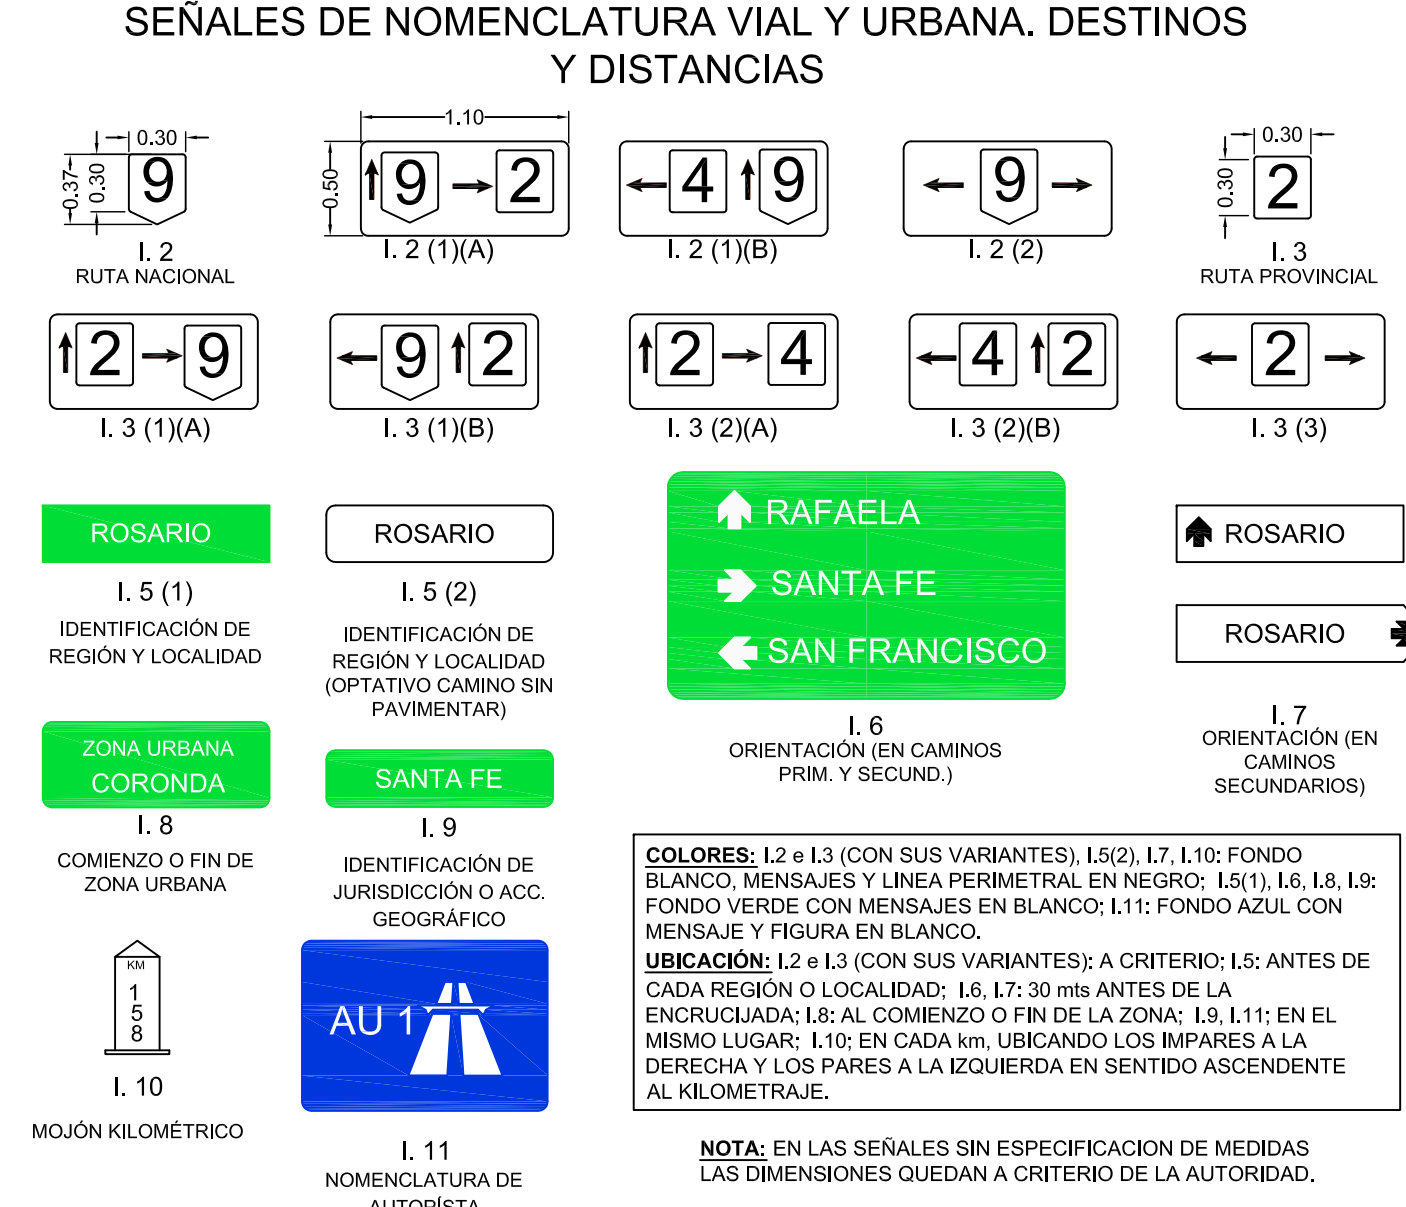 SEÑALES DE NOMENCLATURA VIAL Y URBANA. DESTINOS
Y DISTANCIAS
0.30
0.37
0.30
9
I. 2
RUTA NACIONAL
1.10
0.50
9 2
I. 2 (1)(A)
4 9
I. 2 (1)(B)
9
I. 2 (2)
0.30
0.30
2
I. 3
RUTA PROVINCIAL
2 9
I. 3 (1)(A)
9 2
I. 3 (1)(B)
2 4
I. 3 (2)(A)
4 2
I. 3 (2)(B)
2
I. 3 (3)
ROSARIO
I. 5 (1)
IDENTIFICACIÓN DE
REGIÓN Y LOCALIDAD
ROSARIO
I. 5 (2)
IDENTIFICACIÓN DE
REGIÓN Y LOCALIDAD
(OPTATIVO CAMINO SIN
PAVIMENTAR)
RAFAELA
SANTA FE
SAN FRANCISCO
I. 6
ORIENTACIÓN (EN CAMINOS
PRIM. Y SECUND.)
ROSARIO
ROSARIO
I. 7
ORIENTACIÓN (EN
CAMINOS
SECUNDARIOS)
ZONA URBANA
CORONDA
I. 8
COMIENZO O FIN DE
ZONA URBANA
SANTA FE
I. 9
IDENTIFICACIÓN DE
JURISDICCIÓN O ACC.
GEOGRÁFICO
KM
1
5
8
I. 10
MOJÓN KILOMÉTRICO
AU 1
I. 11
NOMENCLATURA DE
AUTOPÍSTA
COLORES: I.2 e I.3 (CON SUS VARIANTES), I.5(2), I.7, I.10: FONDO
BLANCO, MENSAJES Y LINEA PERIMETRAL EN NEGRO; I.5(1), I.6, I.8, I.9:
FONDO VERDE CON MENSAJES EN BLANCO; I.11: FONDO AZUL CON
MENSAJE Y FIGURA EN BLANCO.
UBICACIÓN: I.2 e I.3 (CON SUS VARIANTES): A CRITERIO; I.5: ANTES DE
CADA REGIÓN O LOCALIDAD; I.6, I.7: 30 mts ANTES DE LA
ENCRUCIJADA; I.8: AL COMIENZO O FIN DE LA ZONA; I.9, I.11; EN EL
MISMO LUGAR; I.10; EN CADA km, UBICANDO LOS IMPARES A LA
DERECHA Y LOS PARES A LA IZQUIERDA EN SENTIDO ASCENDENTE
AL KILOMETRAJE.
NOTA: EN LAS SEÑALES SIN ESPECIFICACION DE MEDIDAS
LAS DIMENSIONES QUEDAN A CRITERIO DE LA AUTORIDAD.